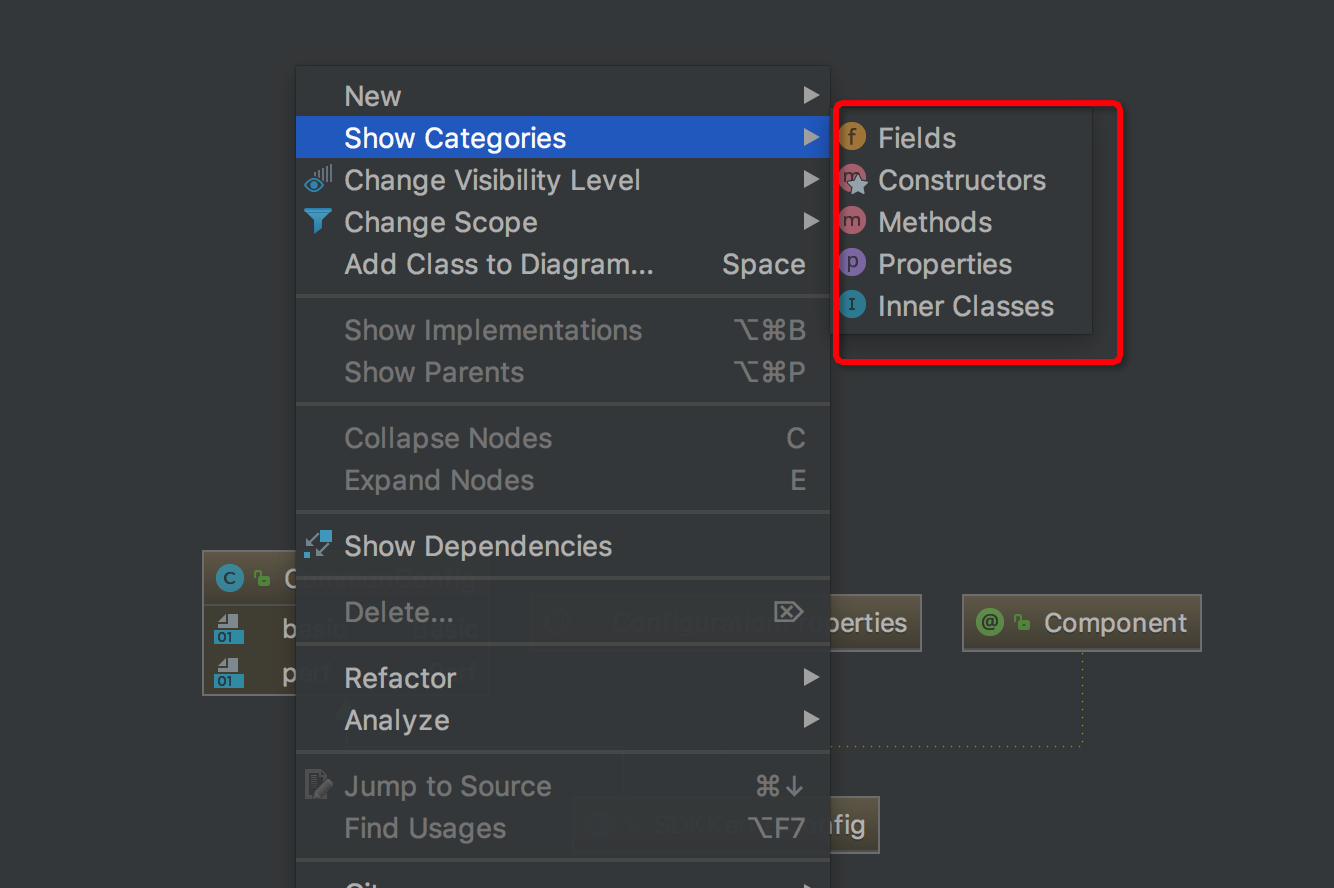 New
Show Categories
Change Visibility Level
Change Scope
Add Class to Diagram... Space
Show Implementations ⌥⌘B
Show Parents ⌥⌘P
Collapse Nodes C
Expand Nodes E
Show Dependencies
Delete... ⌦
Refactor
Analyze
Jump to Source ⌘↓
Find Usages ⌥F7
f Fields
m Constructors
m Methods
p Properties
I Inner Classes
C
01
01
perties
@ Component
nfig